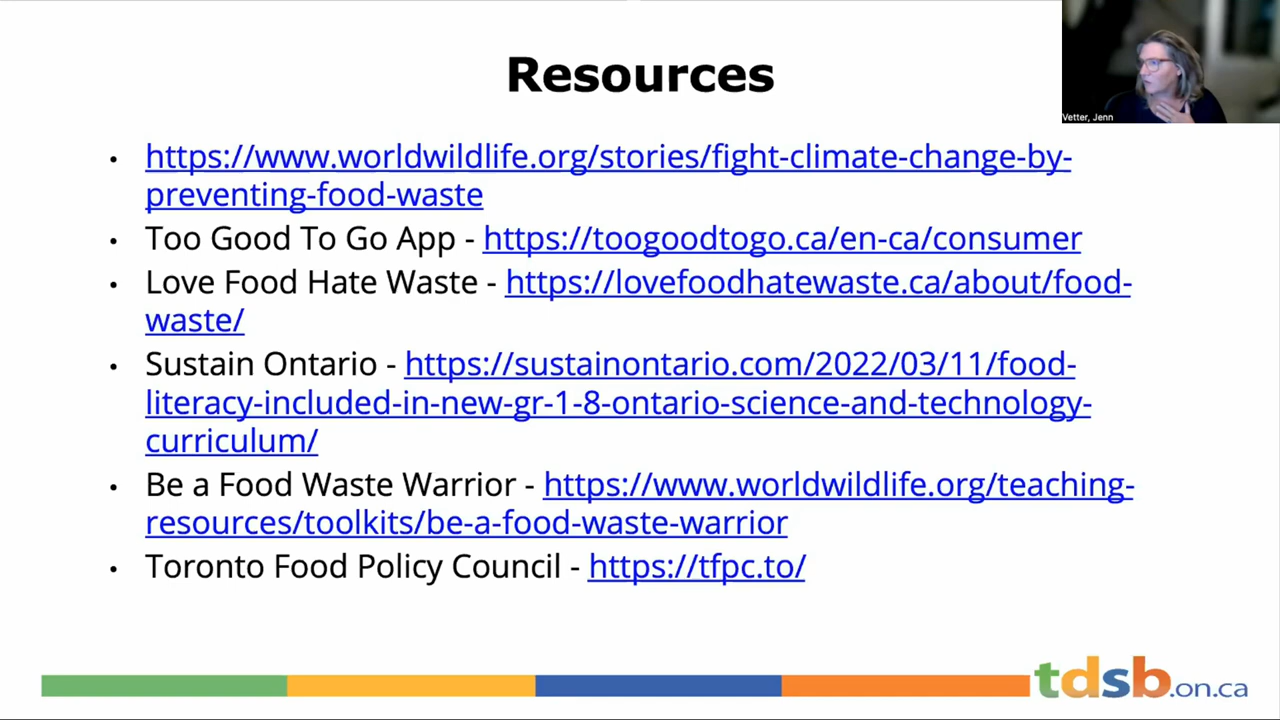 Resources
Vetter, Jenn
• https://www.worldwildlife.org/stories/fight-climate-change-by-
preventing-food-waste
• Too Good To Go App - https://toogoodtogo.ca/en-ca/consumer
• Love Food Hate Waste - https://lovefoodhatewaste.ca/about/food-
waste/
• Sustain Ontario - https://sustainontario.com/2022/03/11/food-
literacy-included-in-new-gr-1-8-ontario-science-and-technology-
curriculum/
• Be a Food Waste Warrior - https://www.worldwildlife.org/teaching-
resources/toolkits/be-a-food-waste-warrior
• Toronto Food Policy Council - https://tfpc.to/
tdsb.on.ca